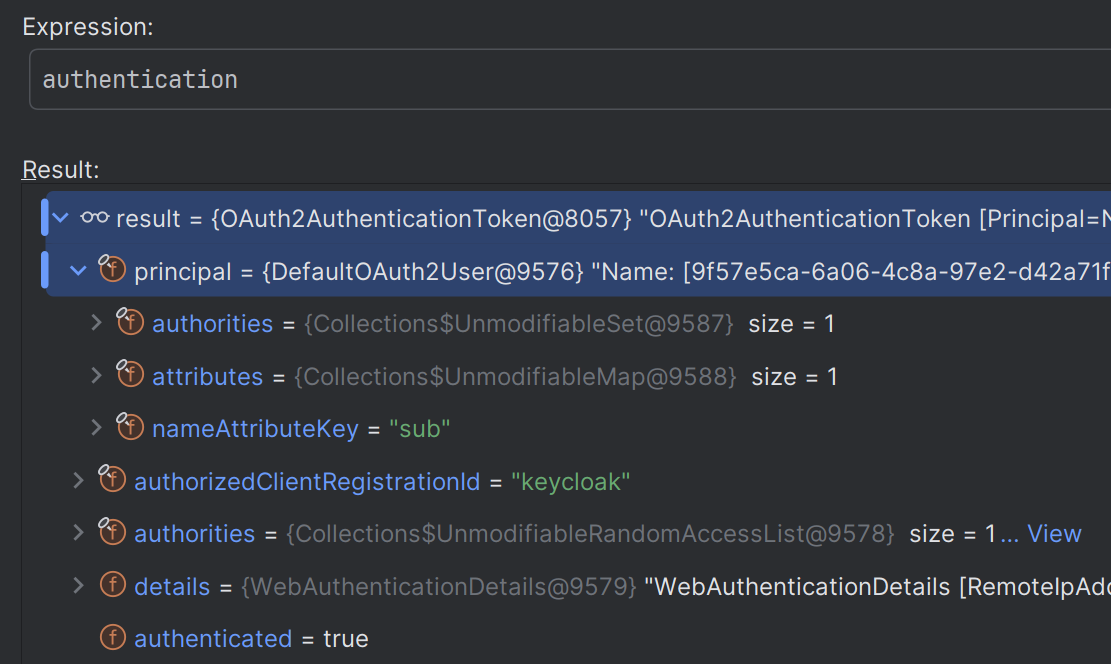 Expression:
authentication
Result:
result = {OAuth2AuthenticationToken@8057} "OAuth2AuthenticationToken [Principal=N
principal = {DefaultOAuth2User@9576} "Name: [9f57e5ca-6a06-4c8a-97e2-d42a71f
authorities = {Collections$UnmodifiableSet@9587} size = 1
attributes = {Collections$UnmodifiableMap@9588} size = 1
nameAttributeKey = "sub"
authorizedClientRegistrationId = "keycloak"
authorities = {Collections$UnmodifiableRandomAccessList@9578} size = 1... View
details = {WebAuthenticationDetails@9579} "WebAuthenticationDetails [RemoteIpAdd
authenticated = true